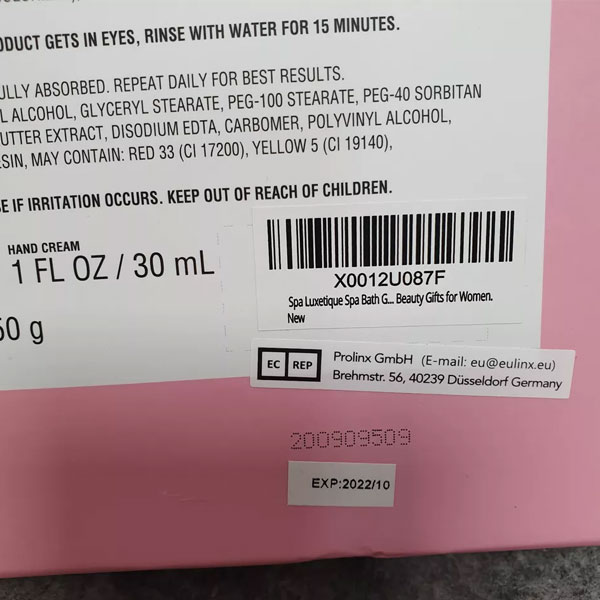 ODUCT GETS IN EYES, RINSE WITH WATER FOR 15 MINUTES.
ULLY ABSORBED. REPEAT DAILY FOR BEST RESULTS.
L ALCOHOL, GLYCERYL STEARATE, PEG-100 STEARATE, PEG-40 SORBITAN
UTTER EXTRACT, DISODIUM EDTA, CARBOMER, POLYVINYL ALCOHOL,
SIN, MAY CONTAIN: RED 33 (CI 17200), YELLOW 5 (CI 19140),
E IF IRRITATION OCCURS. KEEP OUT OF REACH OF CHILDREN.
HAND CREAM
1 FL OZ / 30 mL
50 g
X0012U087F
Spa Luxetique Spa Bath G... Beauty Gifts for Women.
New
EC REP
Prolinx GmbH (E-mail: eu@eulinx.eu)
Brehmstr. 56, 40239 Düsseldorf Germany
200909509
EXP:2022/10